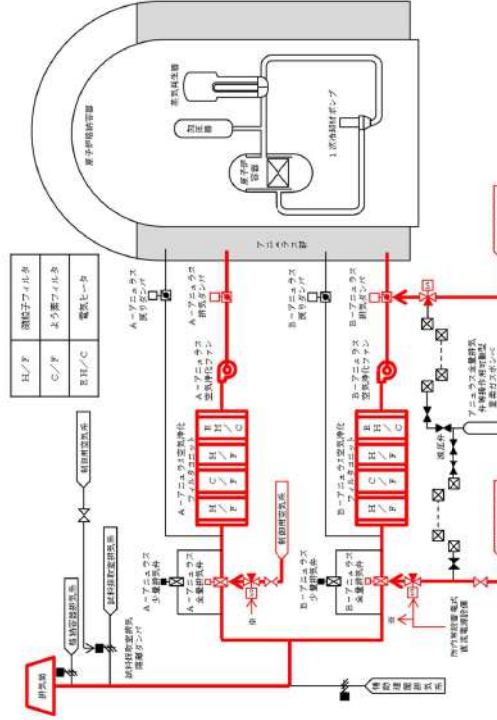 H/F
微粒子フィルタ
C/F
よう素フィルタ
EH/C
電気ヒータ
原子炉格納容器
蒸気発生器
加圧
器
原子炉
容器
1次冷却材ポンプ
アニュラス部
排気筒
格納容器排気系
制御用空気系
試料採取室排気系
試料採取室排気
隔離ダンパ
A-アニュラス
戻りダンパ
A-アニュラス
排気ダンパ
A-アニュラス
空気浄化ファン
A-アニュラス空気浄化
フィルタユニット
H/F
C/F
H/F
EH/C
A-アニュラス
少量排気弁
A-アニュラス
全量排気弁
制御用空気系
B-アニュラス
戻りダンパ
B-アニュラス
排気ダンパ
B-アニュラス
空気浄化ファン
B-アニュラス空気浄化
フィルタユニット
H/F
C/F
H/F
EH/C
B-アニュラス
少量排気弁
B-アニュラス
全量排気弁
減圧弁
アニュラス全量排気
弁等操作用可搬型
窒素ガスボンベ
所内常設蓄電式
直流電源設備
補助建屋排気系